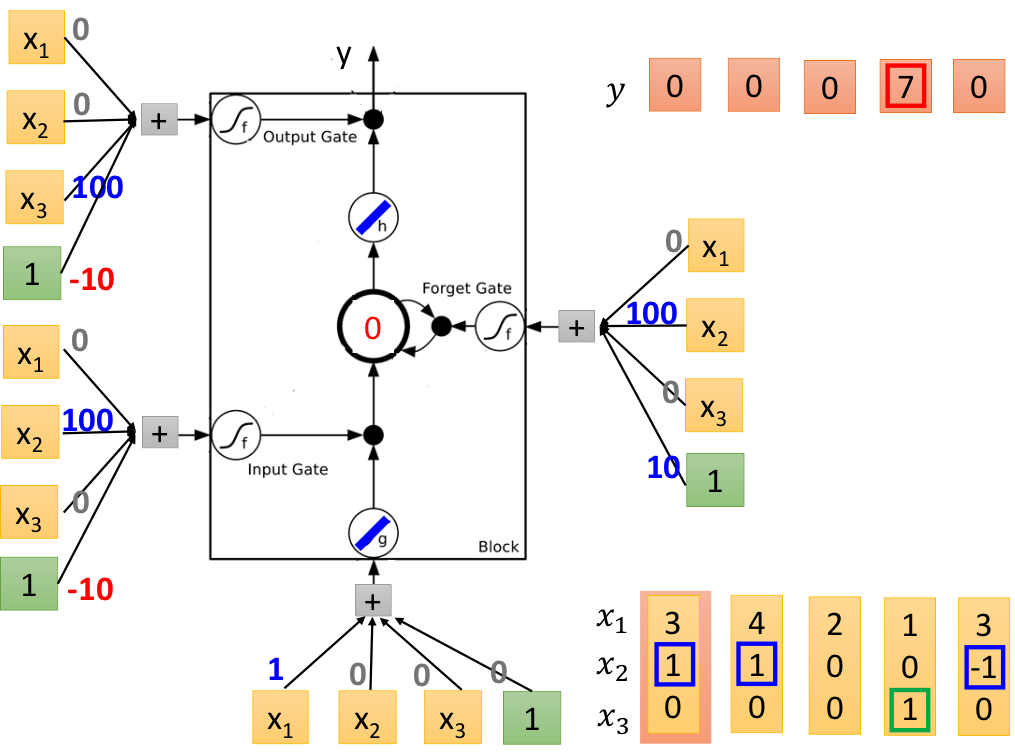 x1 0
x2 0
x3 100
1 -10
x1 0
x2 100
x3 0
1 -10
+
+
y
f
Output Gate
h
Forget Gate
0
f
f
Input Gate
g
Block
+
1 0 0 0
x1 x2 x3 1
y 0 0 0 7 0
+
0 x1
100 x2
0 x3
10 1
x1 3 4 2 1 3
x2 1 1 0 0 -1
x3 0 0 0 1 0